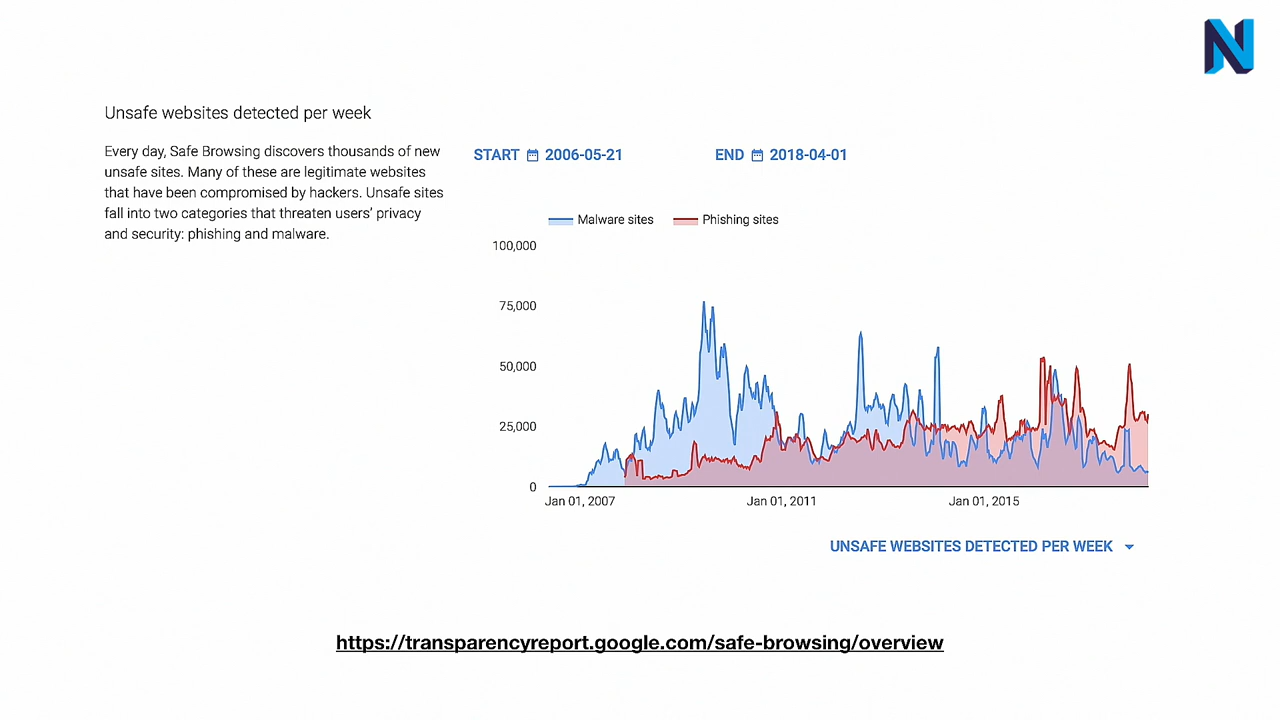 N
Unsafe websites detected per week
Every day, Safe Browsing discovers thousands of new
unsafe sites. Many of these are legitimate websites
that have been compromised by hackers. Unsafe sites
fall into two categories that threaten users’ privacy
and security: phishing and malware.
START 2006-05-21 END 2018-04-01
Malware sites Phishing sites
100,000
75,000
50,000
25,000
0
Jan 01, 2007 Jan 01, 2011 Jan 01, 2015
UNSAFE WEBSITES DETECTED PER WEEK
https://transparencyreport.google.com/safe-browsing/overview